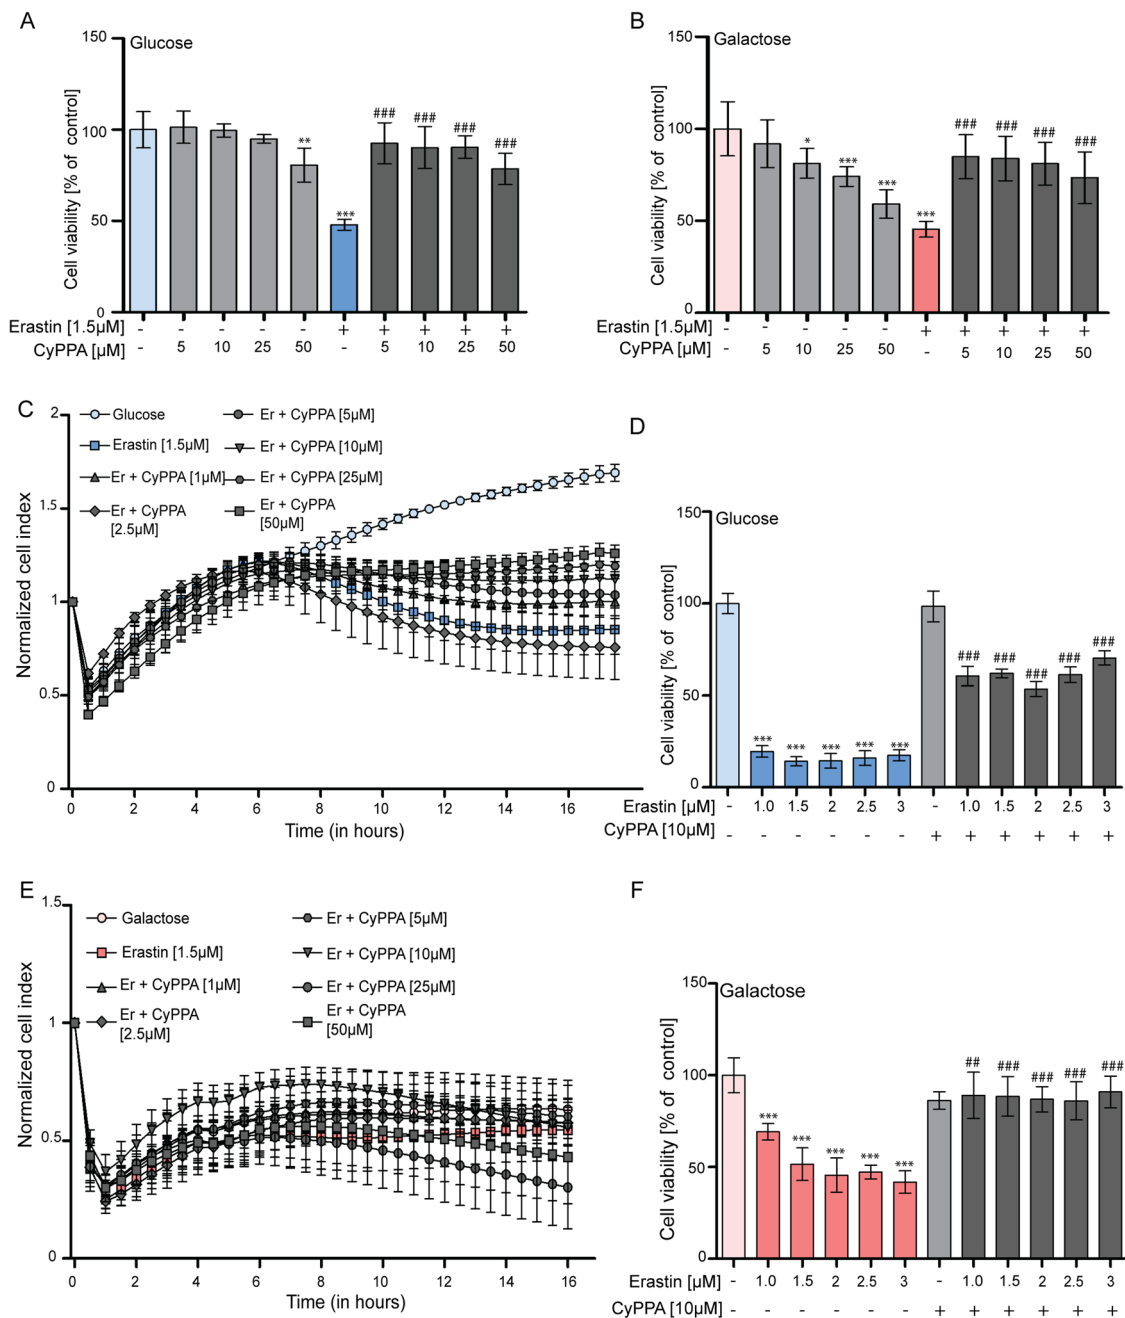 A
150
Glucose
100
50
0
Cell viability [% of control]
** *** ### ### ### ###
Erastin [1.5µM] - - - - - + + + + +
CyPPA [µM] - 5 10 25 50 - 5 10 25 50
B
150
Galactose
100
50
0
Cell viability [% of control]
* *** *** *** ### ### ### ###
Erastin [1.5µM] - - - - - + + + + +
CyPPA [µM] - 5 10 25 50 - 5 10 25 50
C
2
1.5
1
0.5
0
Normalized cell index
Glucose
Erastin [1.5µM]
Er + CyPPA [1µM]
Er + CyPPA
[2.5µM]
Er + CyPPA [5µM]
Er + CyPPA [10µM]
Er + CyPPA [25µM]
Er + CyPPA
[50µM]
0 2 4 6 8 10 12 14 16
Time (in hours)
D
150
Glucose
100
50
0
Cell viability [% of control]
*** *** *** *** *** ### ### ### ### ###
Erastin [µM] - 1.0 1.5 2 2.5 3 - 1.0 1.5 2 2.5 3
CyPPA [10µM] - - - - - - + + + + + +
E
1.5
1
0.5
0
Normalized cell index
Galactose
Erastin [1.5µM]
Er + CyPPA [1µM]
Er + CyPPA
[2.5µM]
Er + CyPPA [5µM]
Er + CyPPA [10µM]
Er + CyPPA [25µM]
Er + CyPPA
[50µM]
0 2 4 6 8 10 12 14 16
Time (in hours)
F
150
Galactose
100
50
0
Cell viability [% of control]
*** *** *** *** *** ## ### ### ### ###
Erastin [µM] - 1.0 1.5 2 2.5 3 - 1.0 1.5 2 2.5 3
CyPPA [10µM] - - - - - - + + + + + +